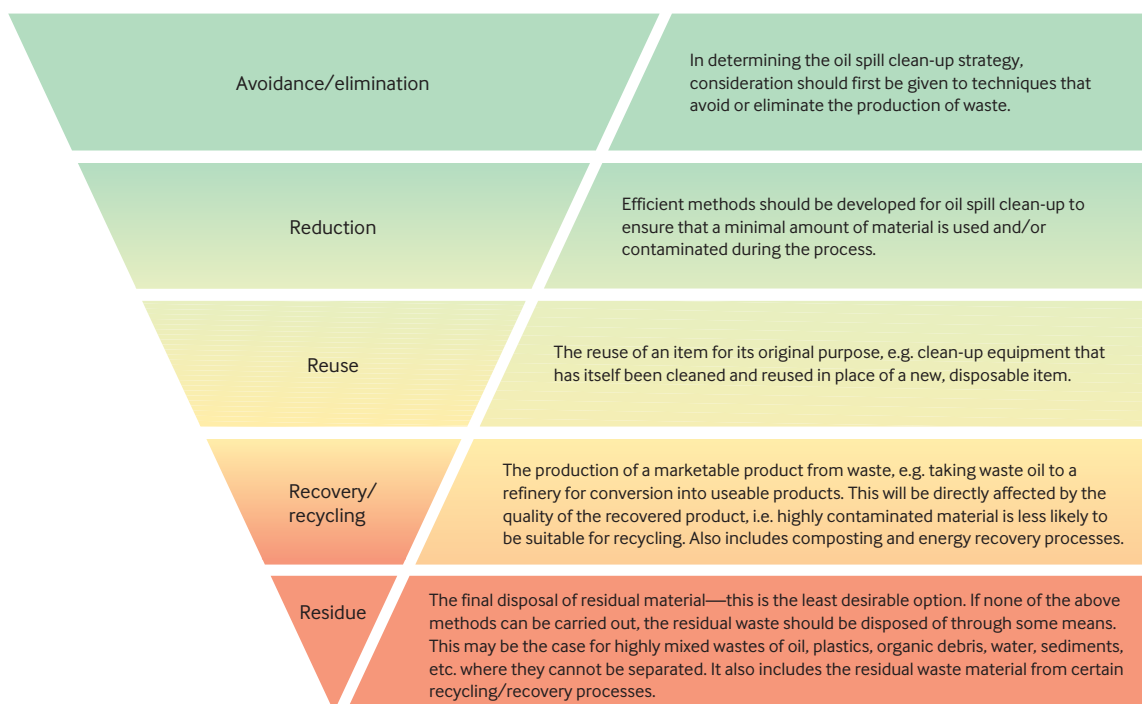 Avoidance/elimination
In determining the oil spill clean-up strategy,
consideration should first be given to techniques that
avoid or eliminate the production of waste.
Reduction
Efficient methods should be developed for oil spill clean-up to
ensure that a minimal amount of material is used and/or
contaminated during the process.
Reuse
The reuse of an item for its original purpose, e.g. clean-up equipment that
has itself been cleaned and reused in place of a new, disposable item.
Recovery/
recycling
The production of a marketable product from waste, e.g. taking waste oil to a
refinery for conversion into useable products. This will be directly affected by the
quality of the recovered product, i.e. highly contaminated material is less likely to
be suitable for recycling. Also includes composting and energy recovery processes.
Residue
The final disposal of residual material—this is the least desirable option. If none of the above
methods can be carried out, the residual waste should be disposed of through some means.
This may be the case for highly mixed wastes of oil, plastics, organic debris, water, sediments,
etc. where they cannot be separated. It also includes the residual waste material from certain
recycling/recovery processes.